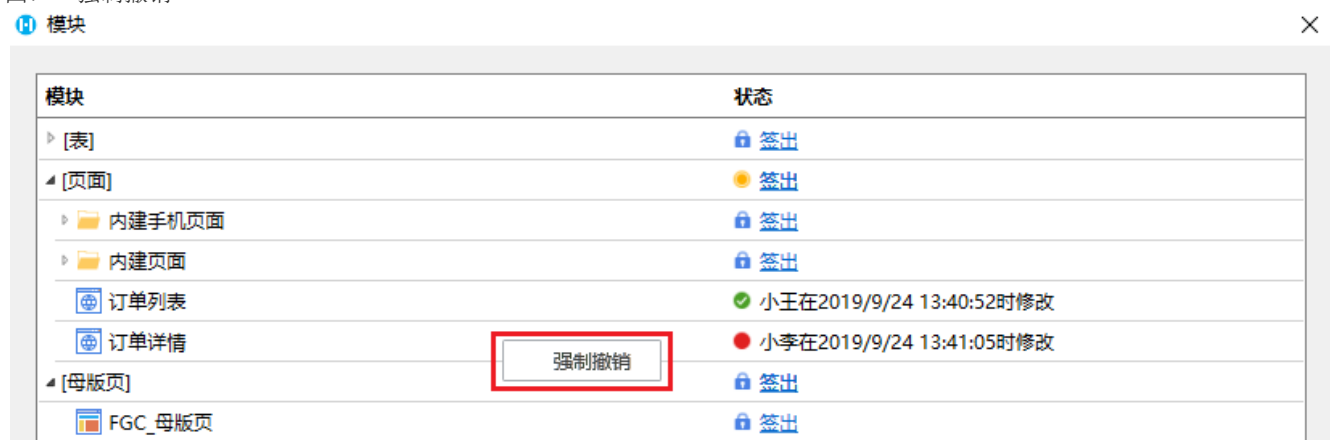 模块
模块 状态
[表] 签出
[页面] 签出
内建手机页面 签出
内建页面 签出
订单列表 小王在2019/9/24 13:40:52时修改
订单详情 小李在2019/9/24 13:41:05时修改
强制撤销
[母版页] 签出
FGC_母版页 签出